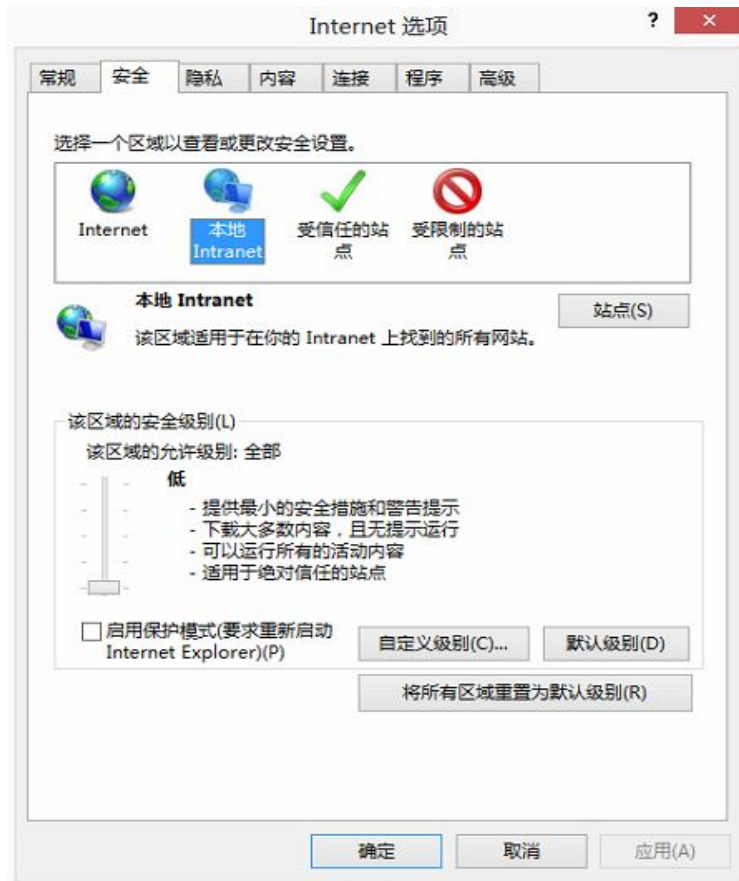 Internet 选项
?
常规 安全 隐私 内容 连接 程序 高级
选择一个区域以查看或更改安全设置。
Internet
本地
Intranet
受信任的站
点
受限制的站
点
本地 Intranet
站点(S)
该区域适用于在你的 Intranet 上找到的所有网站。
该区域的安全级别(L)
该区域的允许级别: 全部
低
- 提供最小的安全措施和警告提示
- 下载大多数内容，且无提示运行
- 可以运行所有的活动内容
- 适用于绝对信任的站点
启用保护模式(要求重新启动
Internet Explorer)(P)
自定义级别(C)...
默认级别(D)
将所有区域重置为默认级别(R)
确定 取消 应用(A)